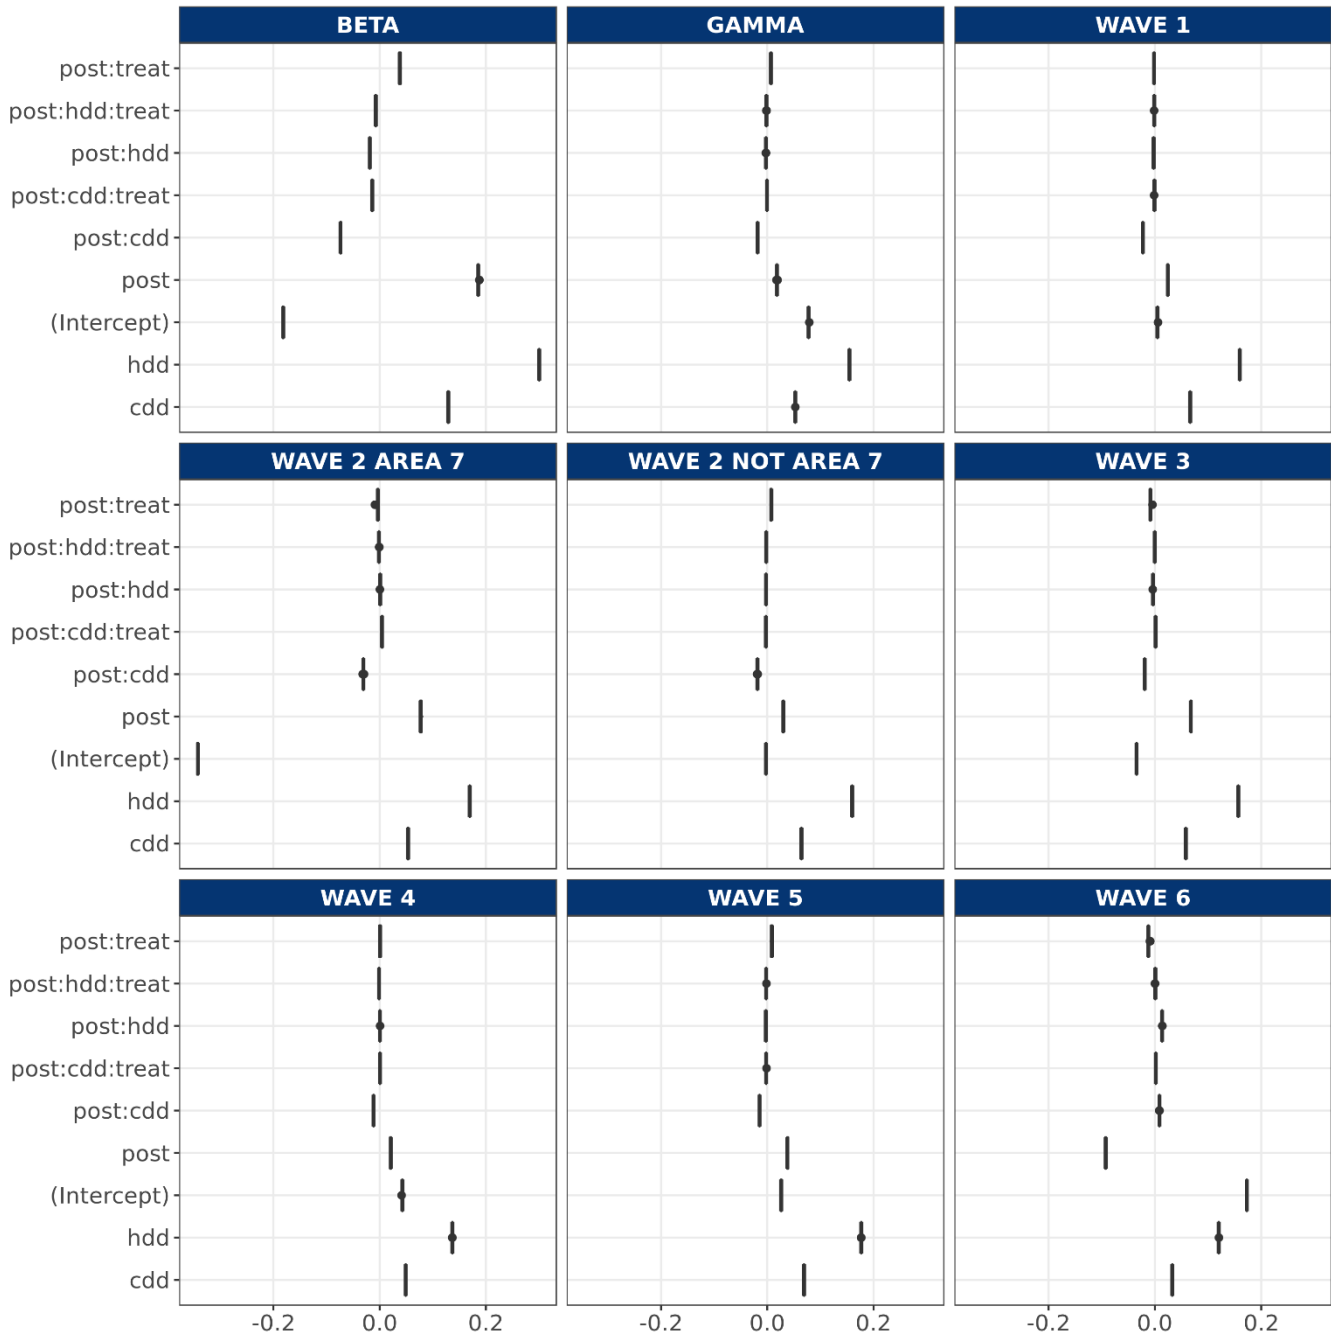 BETA
GAMMA
WAVE 1
post:treat
post:hdd:treat
post:hdd
post:cdd:treat
post:cdd
post
(Intercept)
hdd
cdd
WAVE 2 AREA 7
WAVE 2 NOT AREA 7
WAVE 3
post:treat
post:hdd:treat
post:hdd
post:cdd:treat
post:cdd
post
(Intercept)
hdd
cdd
WAVE 4
WAVE 5
WAVE 6
post:treat
post:hdd:treat
post:hdd
post:cdd:treat
post:cdd
post
(Intercept)
hdd
cdd
-0.2 0.0 0.2
-0.2 0.0 0.2
-0.2 0.0 0.2